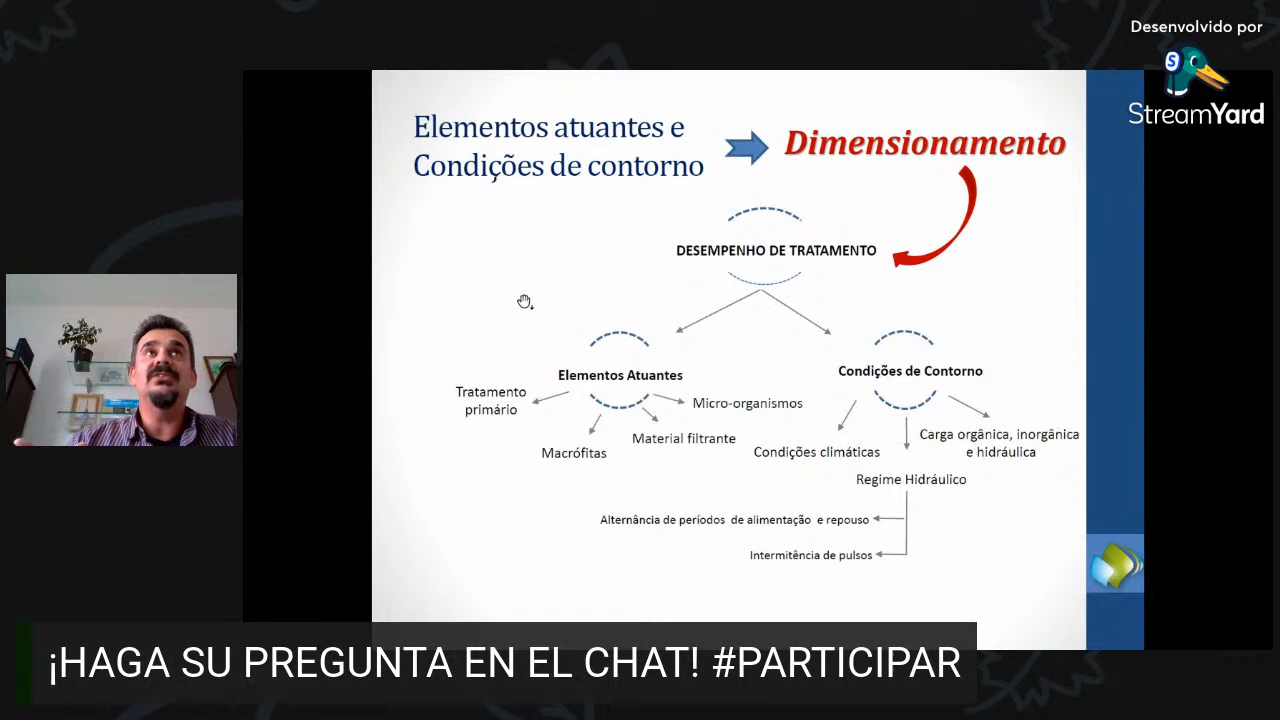 Desenvolvido por
StreamYard
Elementos atuantes e
Condições de contorno
Dimensionamento
DESEMPENHO DE TRATAMENTO
Elementos Atuantes
Condições de Contorno
Tratamento
primário
Micro-organismos
Macrófitas
Material filtrante
Condições climáticas
Carga orgânica, inorgânica
e hidráulica
Regime Hidráulico
Alternância de períodos de alimentação e repouso
Intermitência de pulsos
¡HAGA SU PREGUNTA EN EL CHAT! #PARTICIPAR